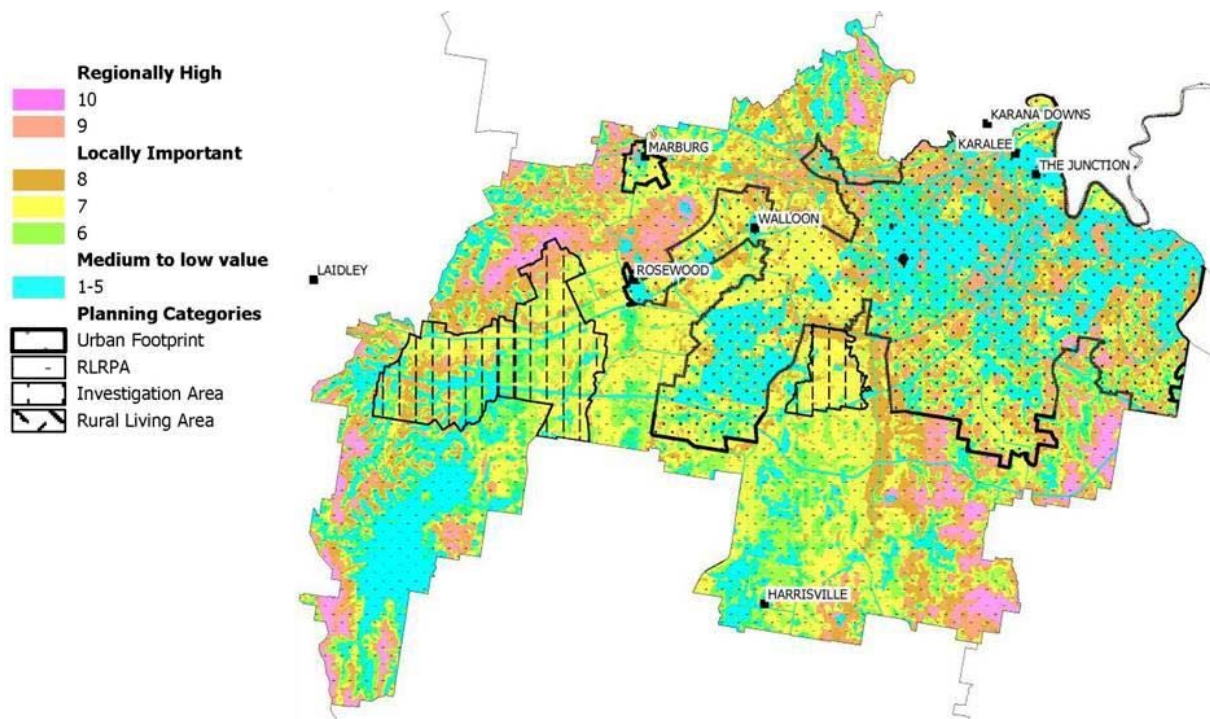 Regionally High
10
9
Locally Important
8
7
6
Medium to low value
1-5
Planning Categories
Urban Footprint
RLRPA
Investigation Area
Rural Living Area
KARANA DOWNS
KARALEE
MARBURG
THE JUNCTION
WALLOON
ROSEWOOD
LAIDLEY
HARRISVILLE